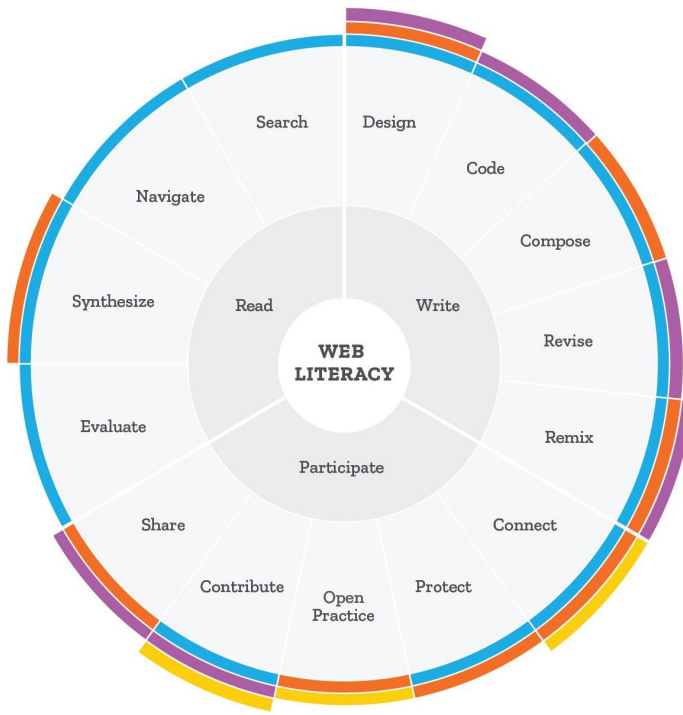 Search
Design
Navigate
Code
Synthesize
Read
Write
Compose
WEB
LITERACY
Revise
Evaluate
Participate
Remix
Share
Connect
Contribute
Open
Practice
Protect